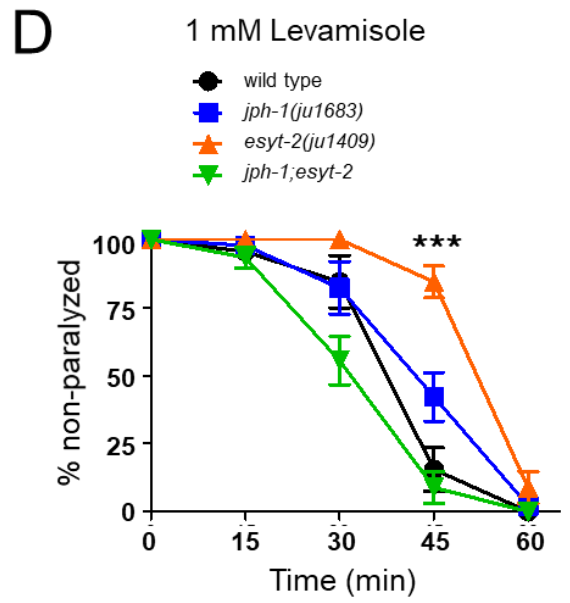 D
1 mM Levamisole
wild type
jph-1(ju1683)
esyt-2(ju1409)
jph-1;esyt-2
***
100
75
50
25
0
% non-paralyzed
0 15 30 45 60
Time (min)